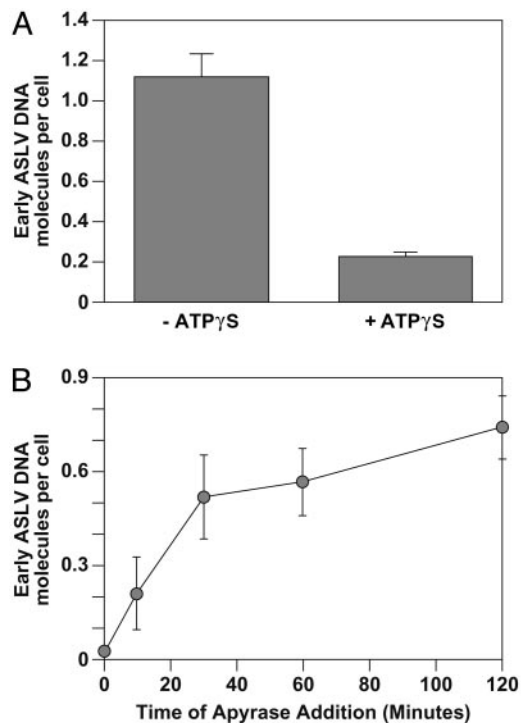 A
Early ASLV DNA
molecules per cell
1.4
1.2
1.0
0.8
0.6
0.4
0.2
0
- ATPγS
+ ATPγS
B
Early ASLV DNA
molecules per cell
0.9
0.6
0.3
0
0 20 40 60 80 100 120
Time of Apyrase Addition (Minutes)